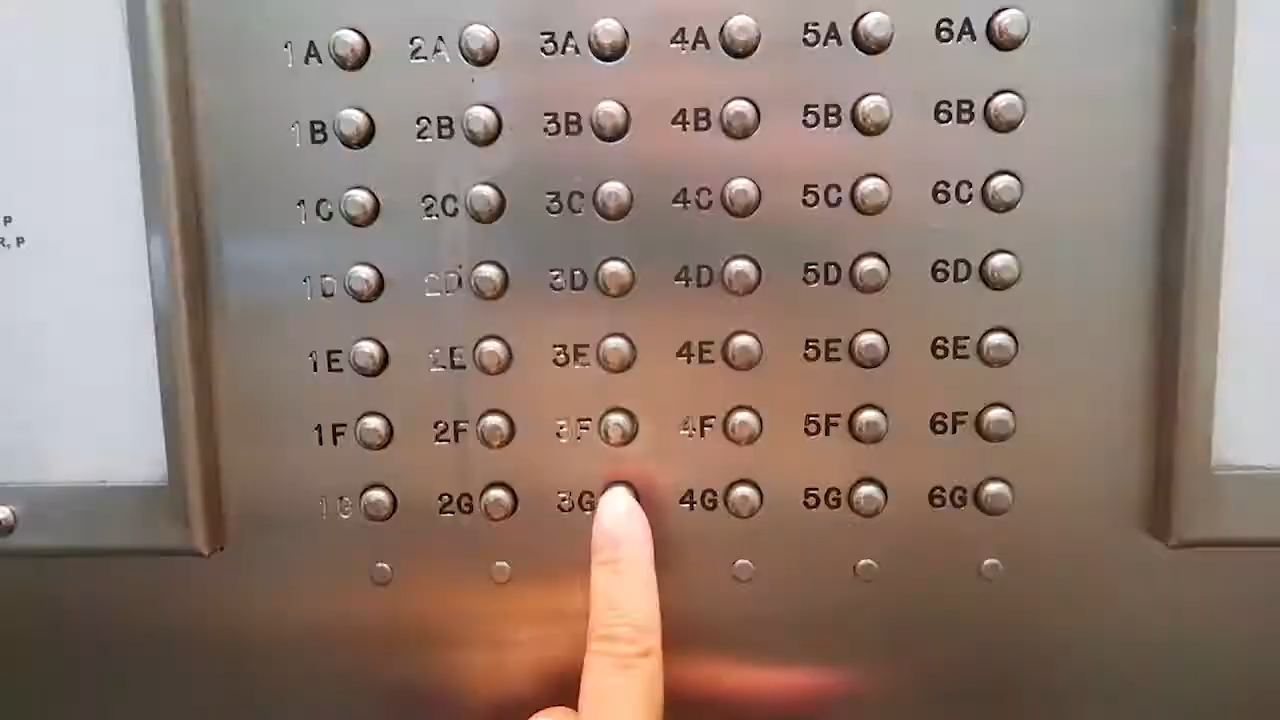 1A 2A 3A 4A 5A 6A
1B 2B 3B 4B 5B 6B
1C 2C 3C 4C 5C 6C
1D 2D 3D 4D 5D 6D
1E 2E 3E 4E 5E 6E
1F 2F 3F 4F 5F 6F
1G 2G 3G 4G 5G 6G
P
R, P